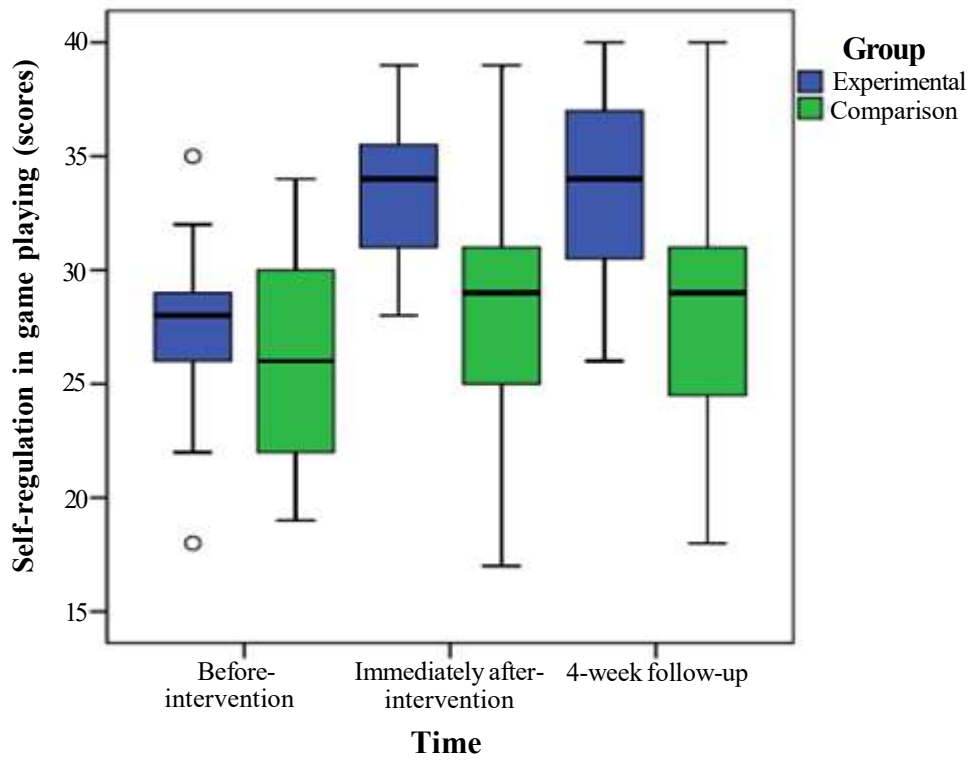 Self-regulation in game playing (scores)
40
35
30
25
20
15
Group
Experimental
Comparison
Before-
intervention
Immediately after-
intervention
4-week follow-up
Time